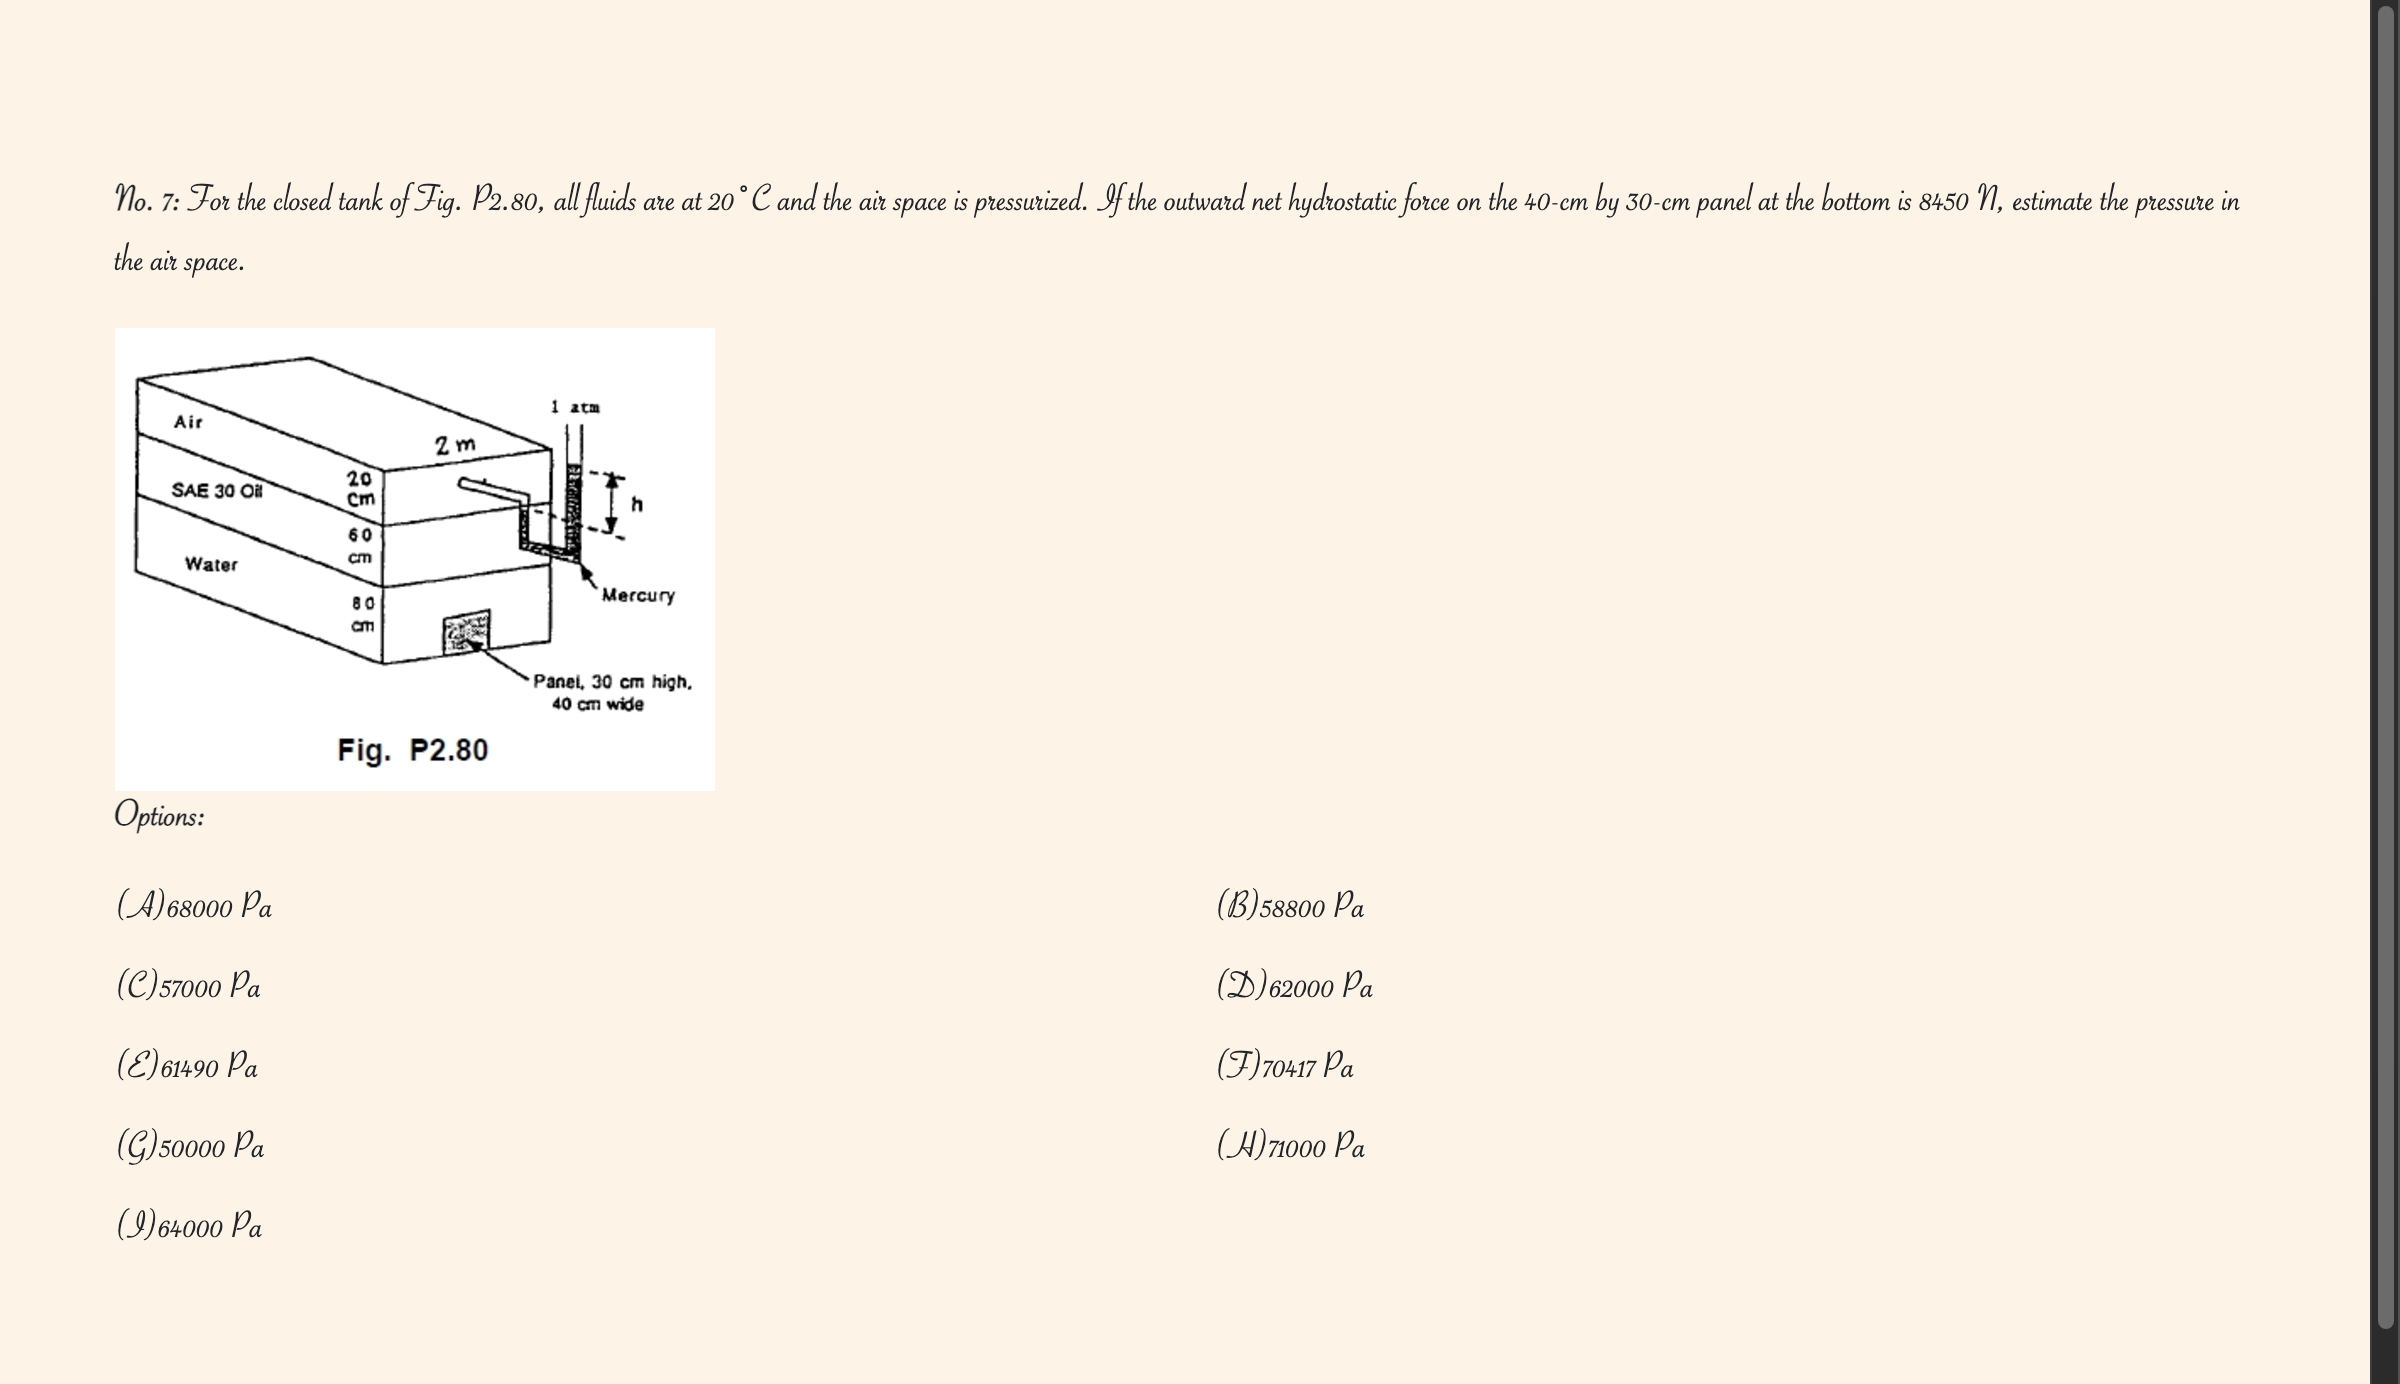 No. 7: For the closed tank of Fig. P2.80, all fluids are at 20°C and the air space is pressurized. If the outward net hydrostatic force on the 40-cm by 30-cm panel at the bottom is 8450 N, estimate the pressure in
the air space.
1 atm
Air
2 m
20
cm
SAE 30 Oil
h
60
cm
Water
Mercury
80
cm
Panel, 30 cm high,
40 cm wide
Fig. P2.80
Options:
(A)68000 Pa
(B)58800 Pa
(C)57000 Pa
(D)62000 Pa
(E)61490 Pa
(F)70417 Pa
(G)50000 Pa
(H)71000 Pa
(I)64000 Pa